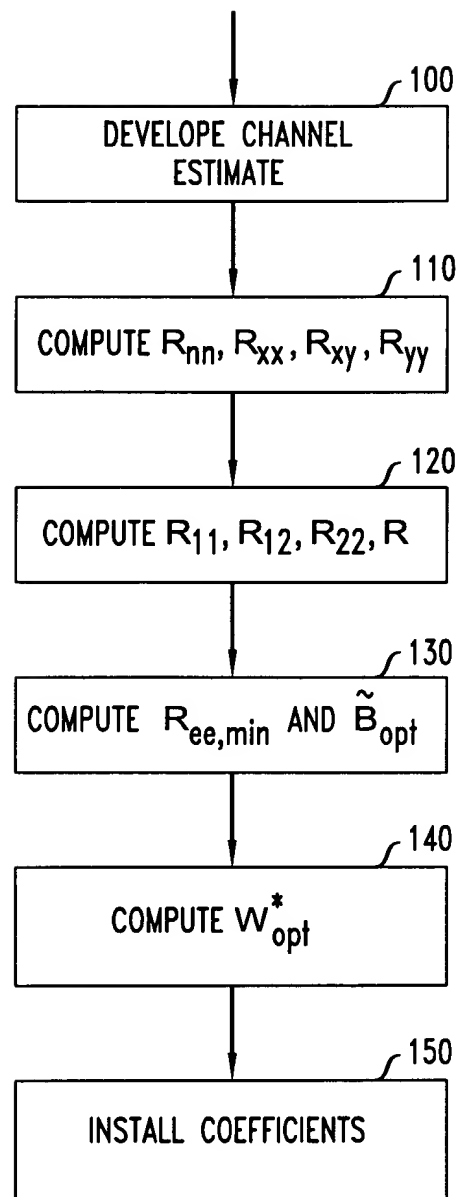 100
DEVELOPE CHANNEL
ESTIMATE
110
COMPUTE Rnn, Rxx, Rxy, Ryy
120
COMPUTE R11, R12, R22, R
130
COMPUTE Ree,min AND B̃opt
140
COMPUTE W*opt
150
INSTALL COEFFICIENTS